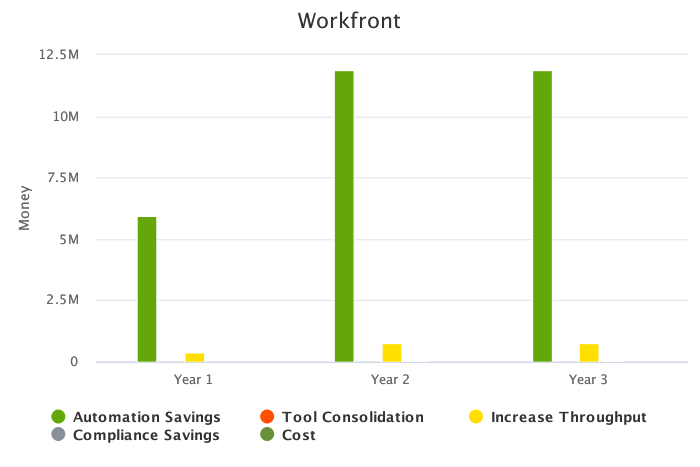 Workfront
12.5M
10M
7.5M
5M
2.5M
0
Money
Year 1 Year 2 Year 3
Automation Savings Tool Consolidation Increase Throughput
Compliance Savings Cost